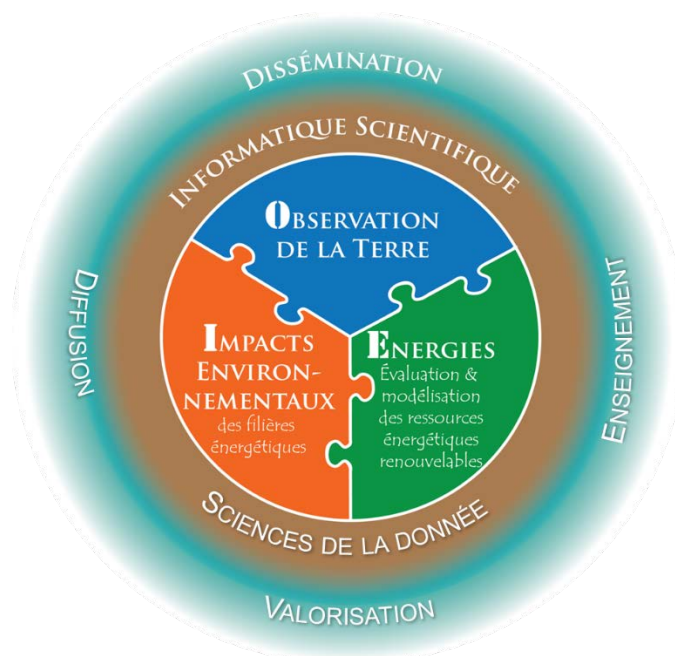 DISSÉMINATION
INFORMATIQUE SCIENTIFIQUE
OBSERVATION
DE LA TERRE
DIFFUSION
ENSEIGNEMENT
IMPACTS
ENVIRON-
NEMENTAUX
des filières
énergétiques
ENERGIES
Évaluation &
modélisation
des ressources
énergétiques
renouvelables
SCIENCES DE LA DONNÉE
VALORISATION